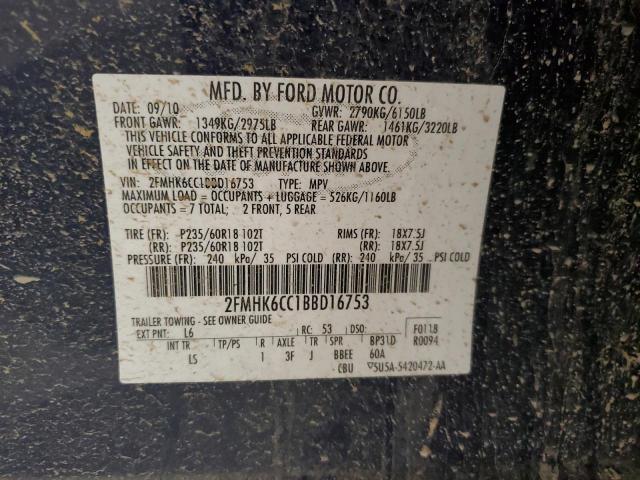 MFD. BY FORD MOTOR CO.
DATE: 09/10 GVWR: 2790KG/6150LB
FRONT GAWR: 1349KG/2975LB REAR GAWR: 1461KG/3220LB
THIS VEHICLE CONFORMS TO ALL APPLICABLE FEDERAL MOTOR
VEHICLE SAFETY AND THEFT PREVENTION STANDARDS
IN EFFECT ON THE DATE OF MANUFACTURE SHOWN ABOVE.
VIN: 2FMHK6CC1BBD16753 TYPE: MPV
MAXIMUM LOAD = OCCUPANTS + LUGGAGE = 526KG/1160LB
OCCUPANTS = 7 TOTAL; 2 FRONT, 5 REAR
TIRE (FR): P235/60R18 102T RIMS (FR): 18X7.5J
(RR): P235/60R18 102T (RR): 18X7.5J
PRESSURE (FR): 240 kPa/ 35 PSI COLD (RR): 240 kPa/ 35 PSI COLD
2FMHK6CC1BBD16753
TRAILER TOWING - SEE OWNER GUIDE
EXT PNT: L6 RC: 53 DSO: F0118
INT TR TP/PS R AXLE TR SPR BP31D R0094
LS 1 3F J BBEE 60A
CBU 5U5A-5420472-AA